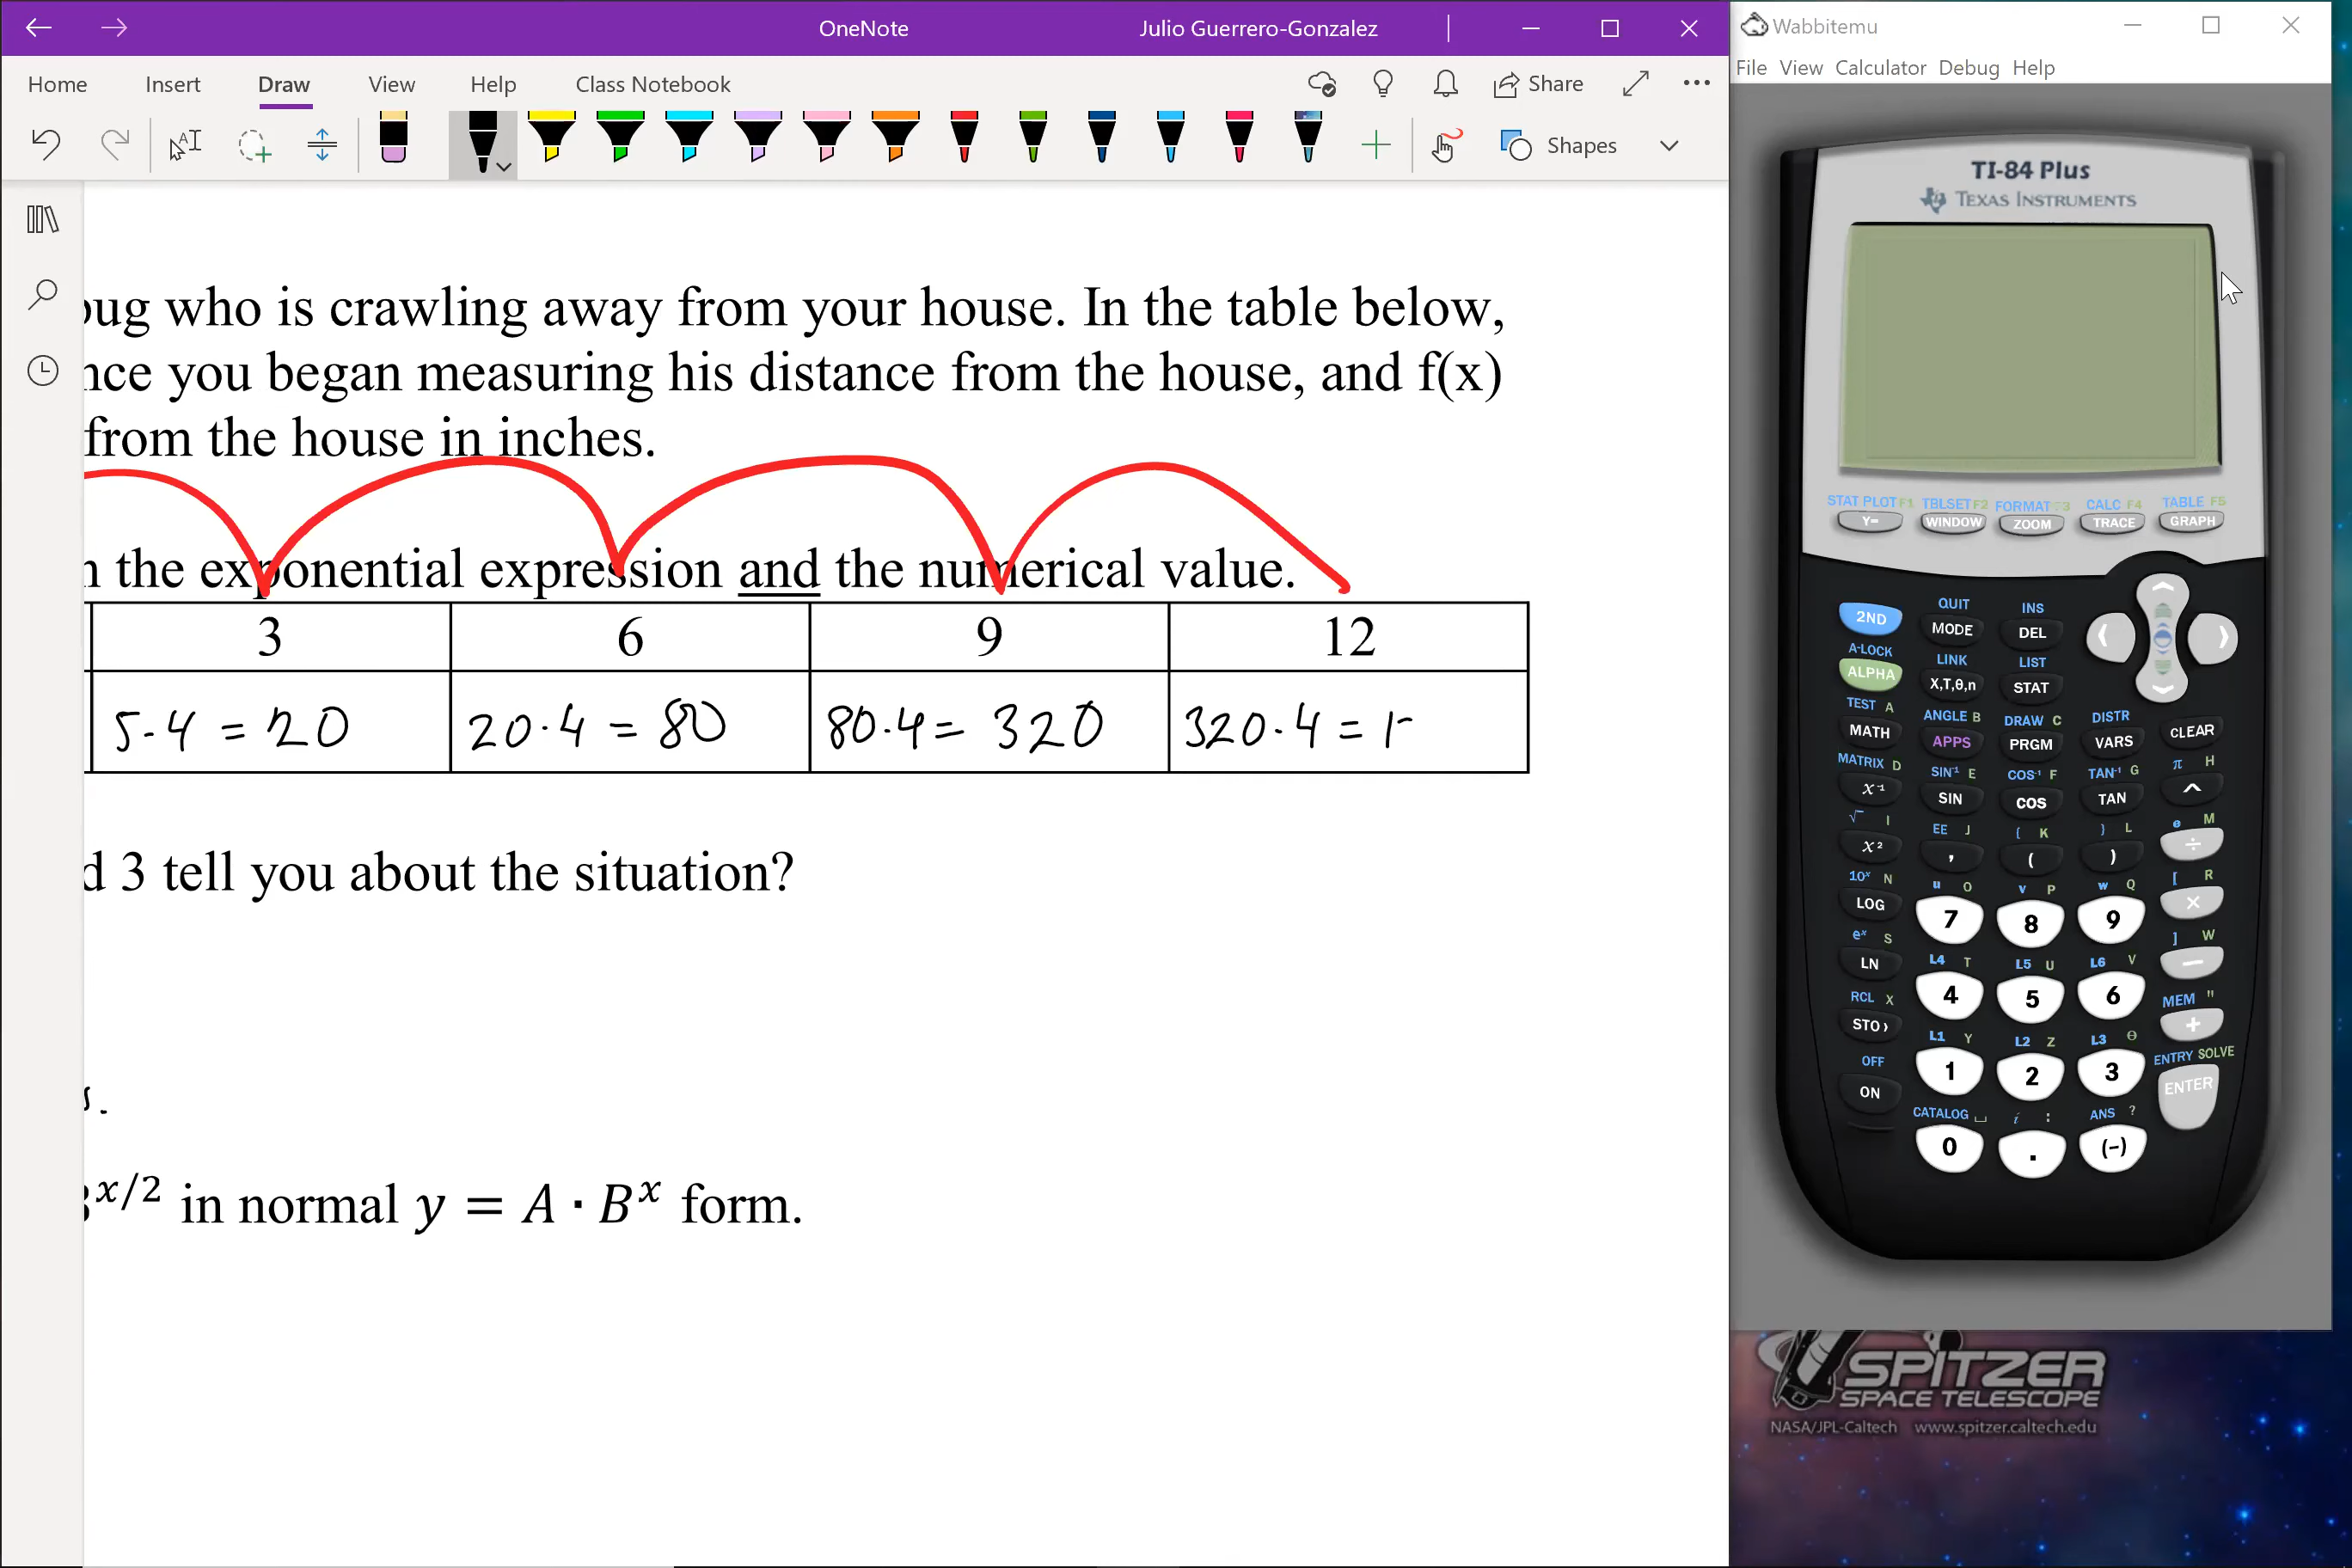 OneNote
Julio Guerrero-Gonzalez
Home Insert Draw View Help Class Notebook Share
Shapes
bug who is crawling away from your house. In the table below,
nce you began measuring his distance from the house, and f(x)
from the house in inches.
n the exponential expression and the numerical value.
3 6 9 12
5·4 = 20 20·4 = 80 80·4 = 320 320·4 = 1
d 3 tell you about the situation?
s.
3^{x/2} in normal y = A · B^x form.
Wabbitemu
File View Calculator Debug Help
TI-84 Plus
TEXAS INSTRUMENTS
STAT PLOT F1 TBLSET F2 FORMAT F3 CALC F4 TABLE F5
Y= WINDOW ZOOM TRACE GRAPH
QUIT INS
2ND MODE DEL
A-LOCK LINK LIST
ALPHA X,T,θ,n STAT
TEST A ANGLE B DRAW C DISTR
MATH APPS PRGM VARS CLEAR
MATRIX D SIN⁻¹ E COS⁻¹ F TAN⁻¹ G π H
x⁻¹ SIN COS TAN ^
√ I EE J { K } L e M
x² , ( ) ÷
10ˣ N u O v P w Q [ R
LOG 7 8 9 ×
eˣ S L4 T L5 U L6 V ] W
LN 4 5 6 −
RCL X L1 Y L2 Z L3 θ MEM "
STO› 1 2 3 +
OFF CATALOG i : ANS ? ENTRY SOLVE
ON 0 . (-) ENTER
SPITZER
SPACE TELESCOPE
NASA/JPL-Caltech www.spitzer.caltech.edu